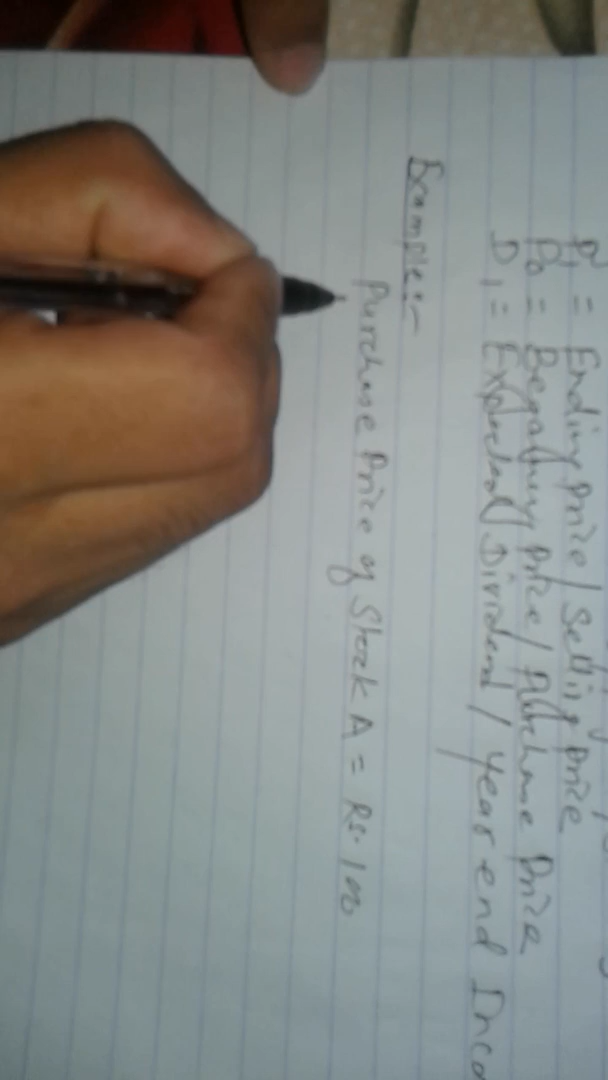 P1 = Ending Price / Selling Price
P0 = Beginning Price / Purchase Price
D1 = Expected Dividend / year end Inco
Example:-
Purchase Price of Stock A = Rs. 100